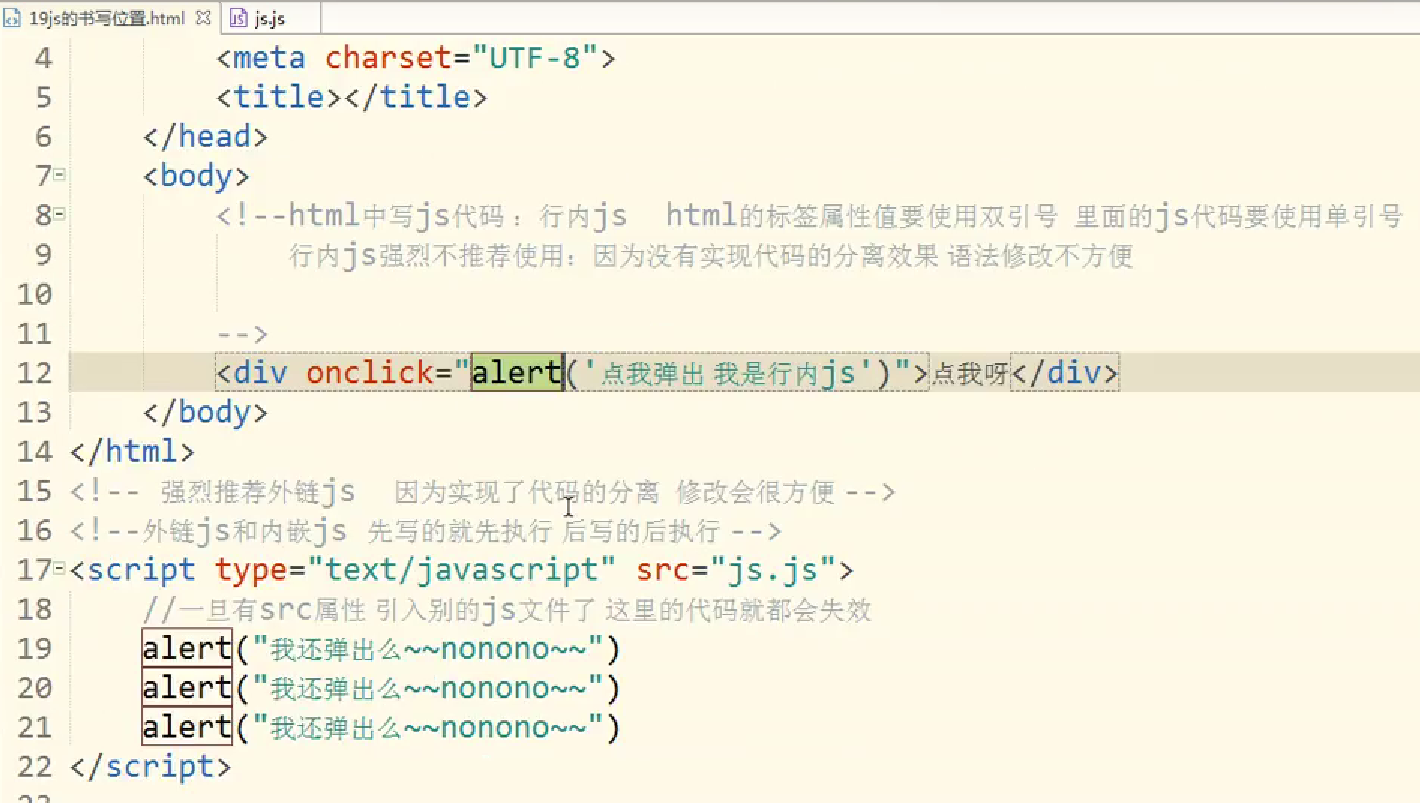 19js的书写位置.html js.js
4 <meta charset="UTF-8">
5 <title></title>
6 </head>
7 <body>
8 <!--html中写js代码：行内js html的标签属性值要使用双引号 里面的js代码要使用单引号
9 行内js强烈不推荐使用：因为没有实现代码的分离效果 语法修改不方便
10
11 -->
12 <div onclick="alert('点我弹出 我是行内js')">点我呀</div>
13 </body>
14 </html>
15 <!-- 强烈推荐外链js 因为实现了代码的分离 修改会很方便 -->
16 <!--外链js和内嵌js 先写的就先执行 后写的后执行 -->
17 <script type="text/javascript" src="js.js">
18 //一旦有src属性 引入别的js文件了 这里的代码就都会失效
19 alert("我还弹出么~~nonono~~")
20 alert("我还弹出么~~nonono~~")
21 alert("我还弹出么~~nonono~~")
22 </script>
23